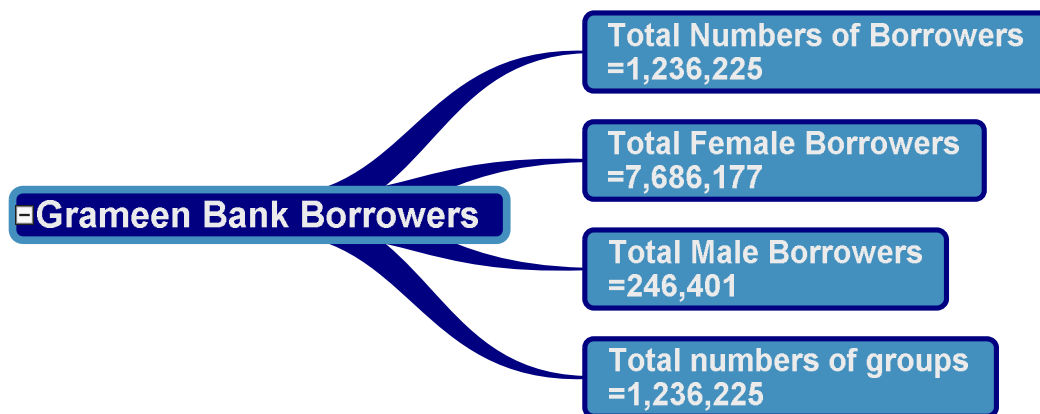 Total Numbers of Borrowers
=1,236,225
Total Female Borrowers
=7,686,177
Grameen Bank Borrowers
Total Male Borrowers
=246,401
Total numbers of groups
=1,236,225